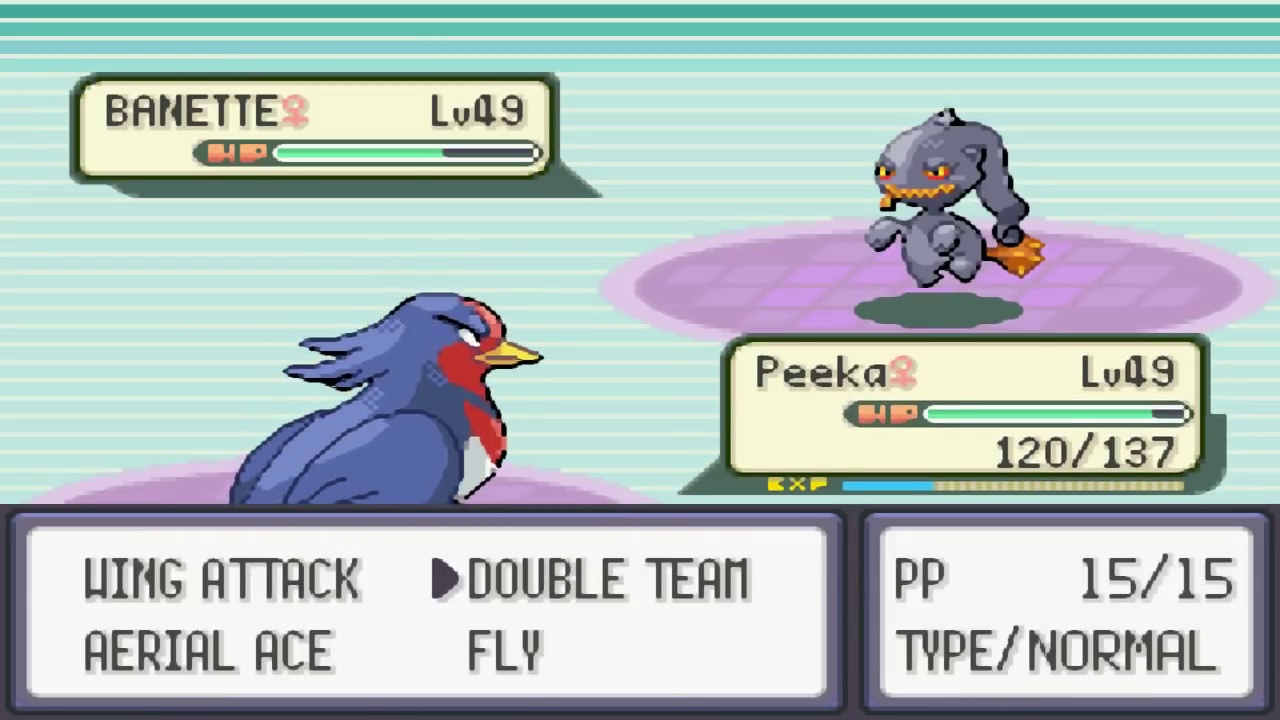 BANETTE♀ Lv49
HP
Peeka♀ Lv49
HP
120/137
EXP
WING ATTACK ▶DOUBLE TEAM
AERIAL ACE FLY
PP 15/15
TYPE/NORMAL